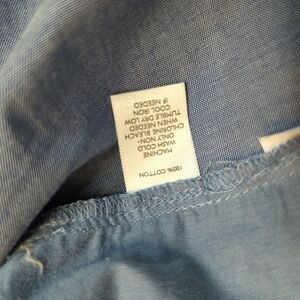 100% COTTON
MACHINE
WASH COLD
ONLY NON-
CHLORINE BLEACH
WHEN NEEDED
TUMBLE DRY LOW
COOL IRON
IF NEEDED